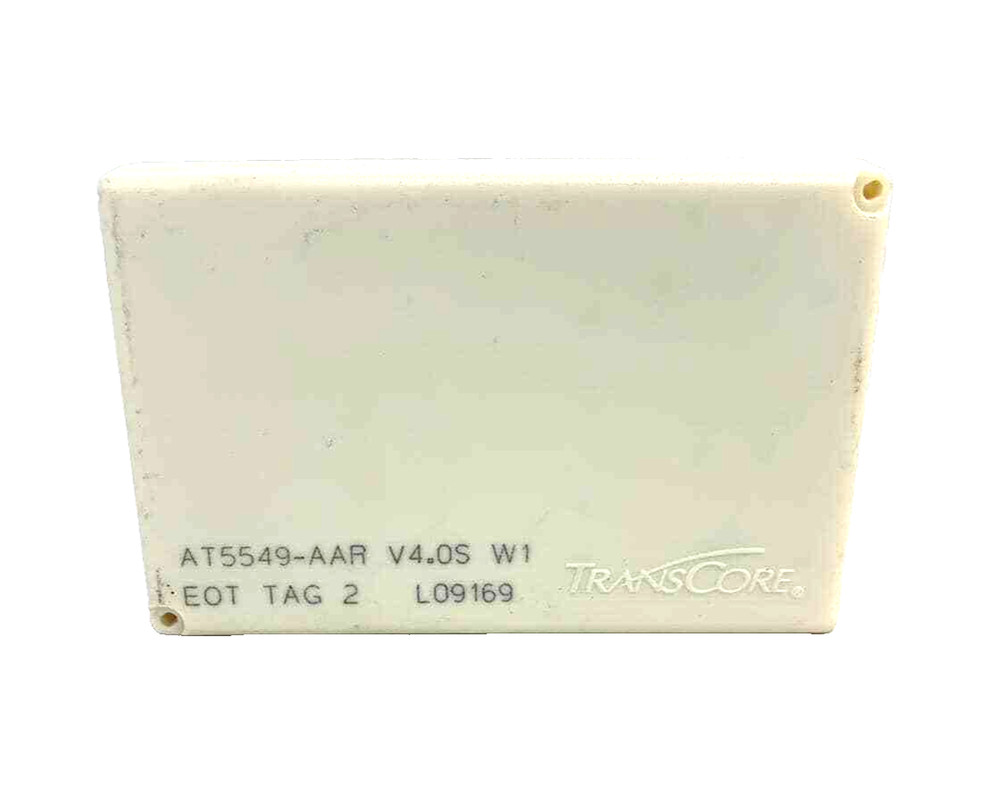 AT5549-AAR V4.0S W1
EOT TAG 2 L09169
TRANSCORE®